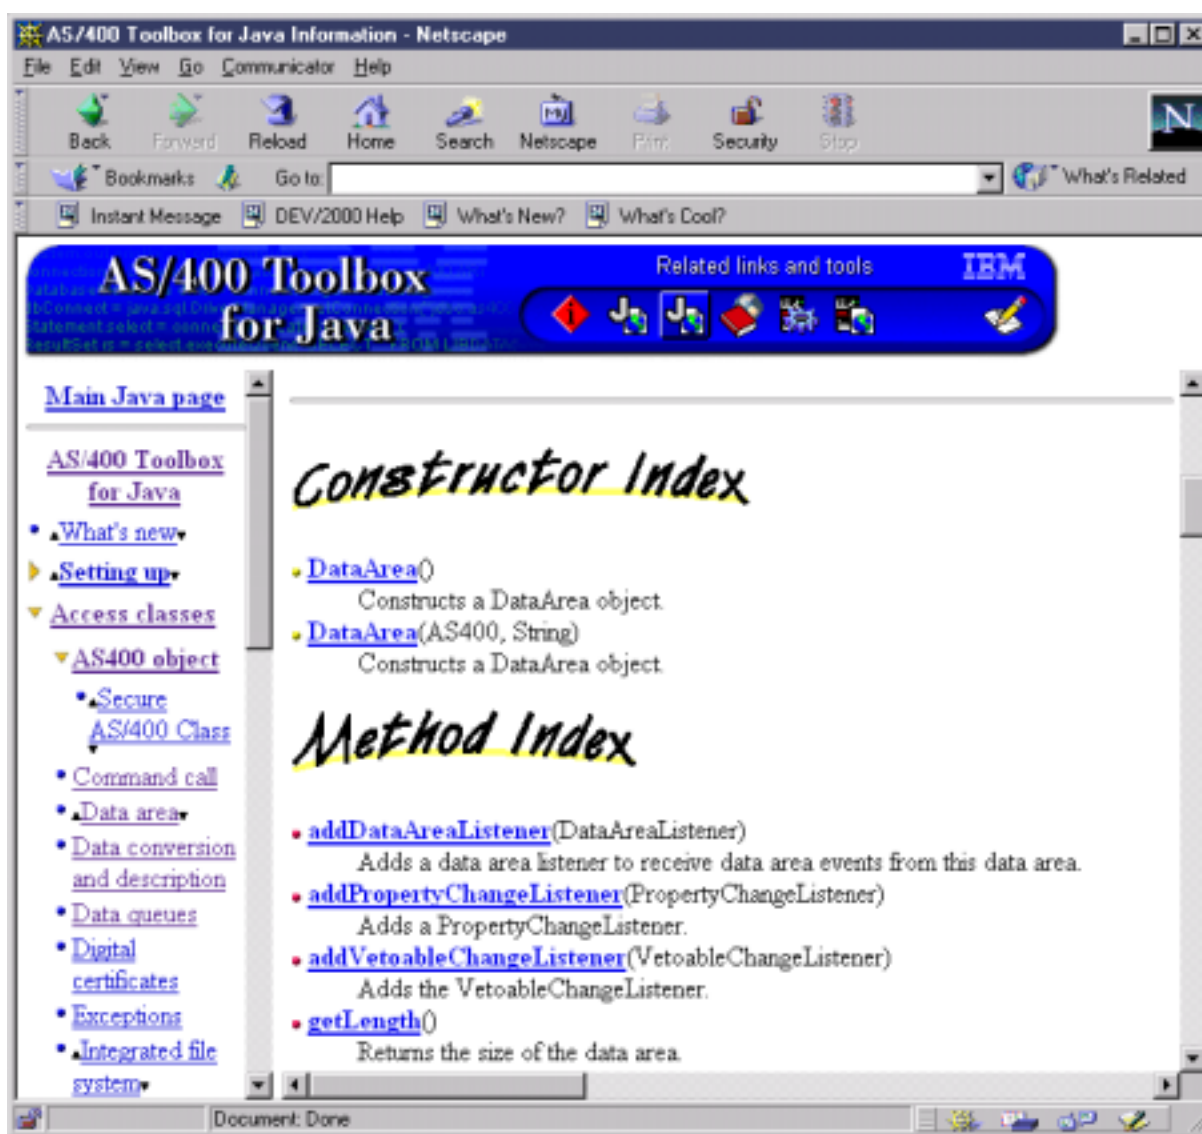 AS/400 Toolbox for Java Information - Netscape
File Edit View Go Communicator Help
Back Forward Reload Home Search Netscape Print Security Stop
N
Bookmarks Go to: What's Related
Instant Message DEV/2000 Help What's New? What's Cool?
AS/400 Toolbox
for Java
Related links and tools
IBM
Main Java page
AS/400 Toolbox
for Java
What's new
Setting up
Access classes
AS400 object
Secure
AS/400 Class
Command call
Data area
Data conversion
and description
Data queues
Digital
certificates
Exceptions
Integrated file
system
Constructor Index
DataArea()
Constructs a DataArea object.
DataArea(AS400, String)
Constructs a DataArea object.
Method Index
addDataAreaListener(DataAreaListener)
Adds a data area listener to receive data area events from this data area.
addPropertyChangeListener(PropertyChangeListener)
Adds a PropertyChangeListener.
addVetoableChangeListener(VetoableChangeListener)
Adds the VetoableChangeListener.
getLength()
Returns the size of the data area.
Document: Done